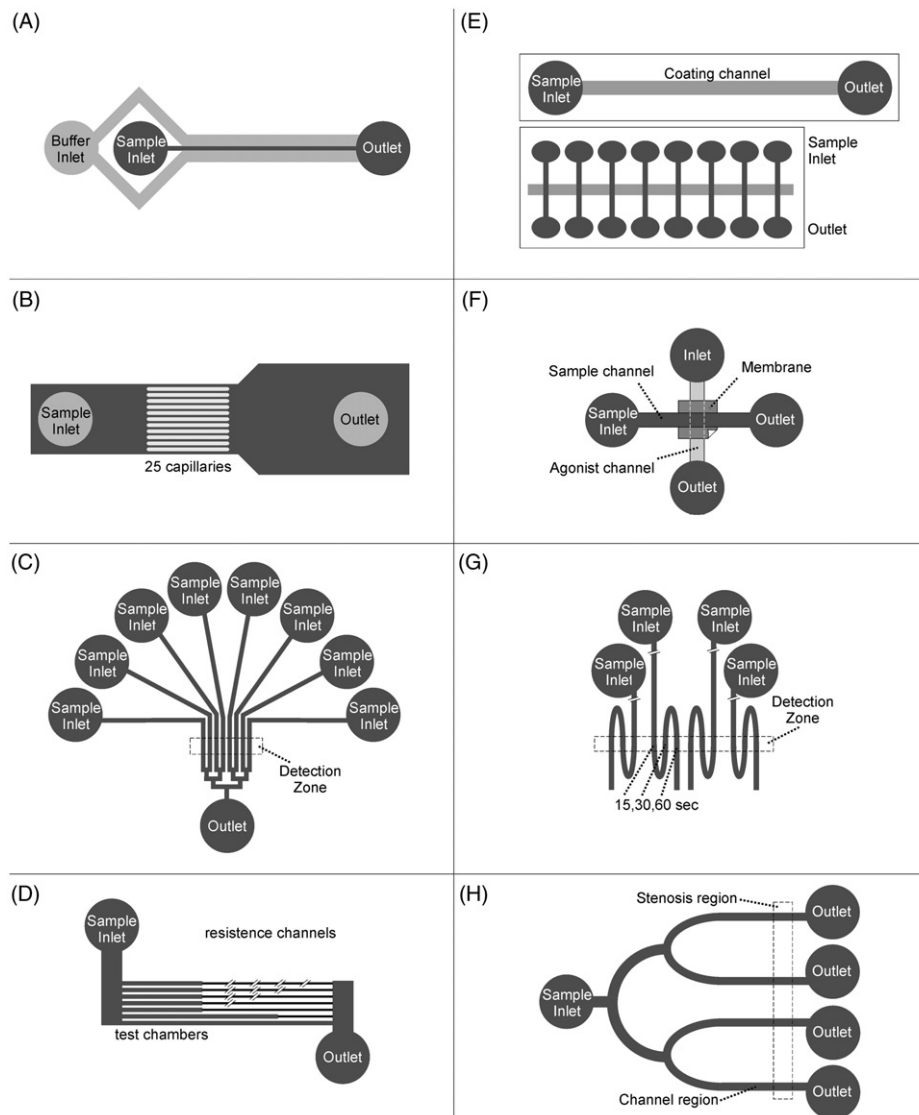 (A)
Buffer
Inlet
Sample
Inlet
Outlet
(B)
Sample
Inlet
Outlet
25 capillaries
(C)
Sample
Inlet
Sample
Inlet
Sample
Inlet
Sample
Inlet
Sample
Inlet
Sample
Inlet
Sample
Inlet
Sample
Inlet
Detection
Zone
Outlet
(D)
Sample
Inlet
resistence channels
test chambers
Outlet
(E)
Coating channel
Sample
Inlet
Outlet
Sample
Inlet
Outlet
(F)
Inlet
Sample channel
Membrane
Sample
Inlet
Outlet
Agonist channel
Outlet
(G)
Sample
Inlet
Sample
Inlet
Sample
Inlet
Sample
Inlet
Detection
Zone
15,30,60 sec
(H)
Stenosis region
Outlet
Outlet
Sample
Inlet
Outlet
Channel region
Outlet